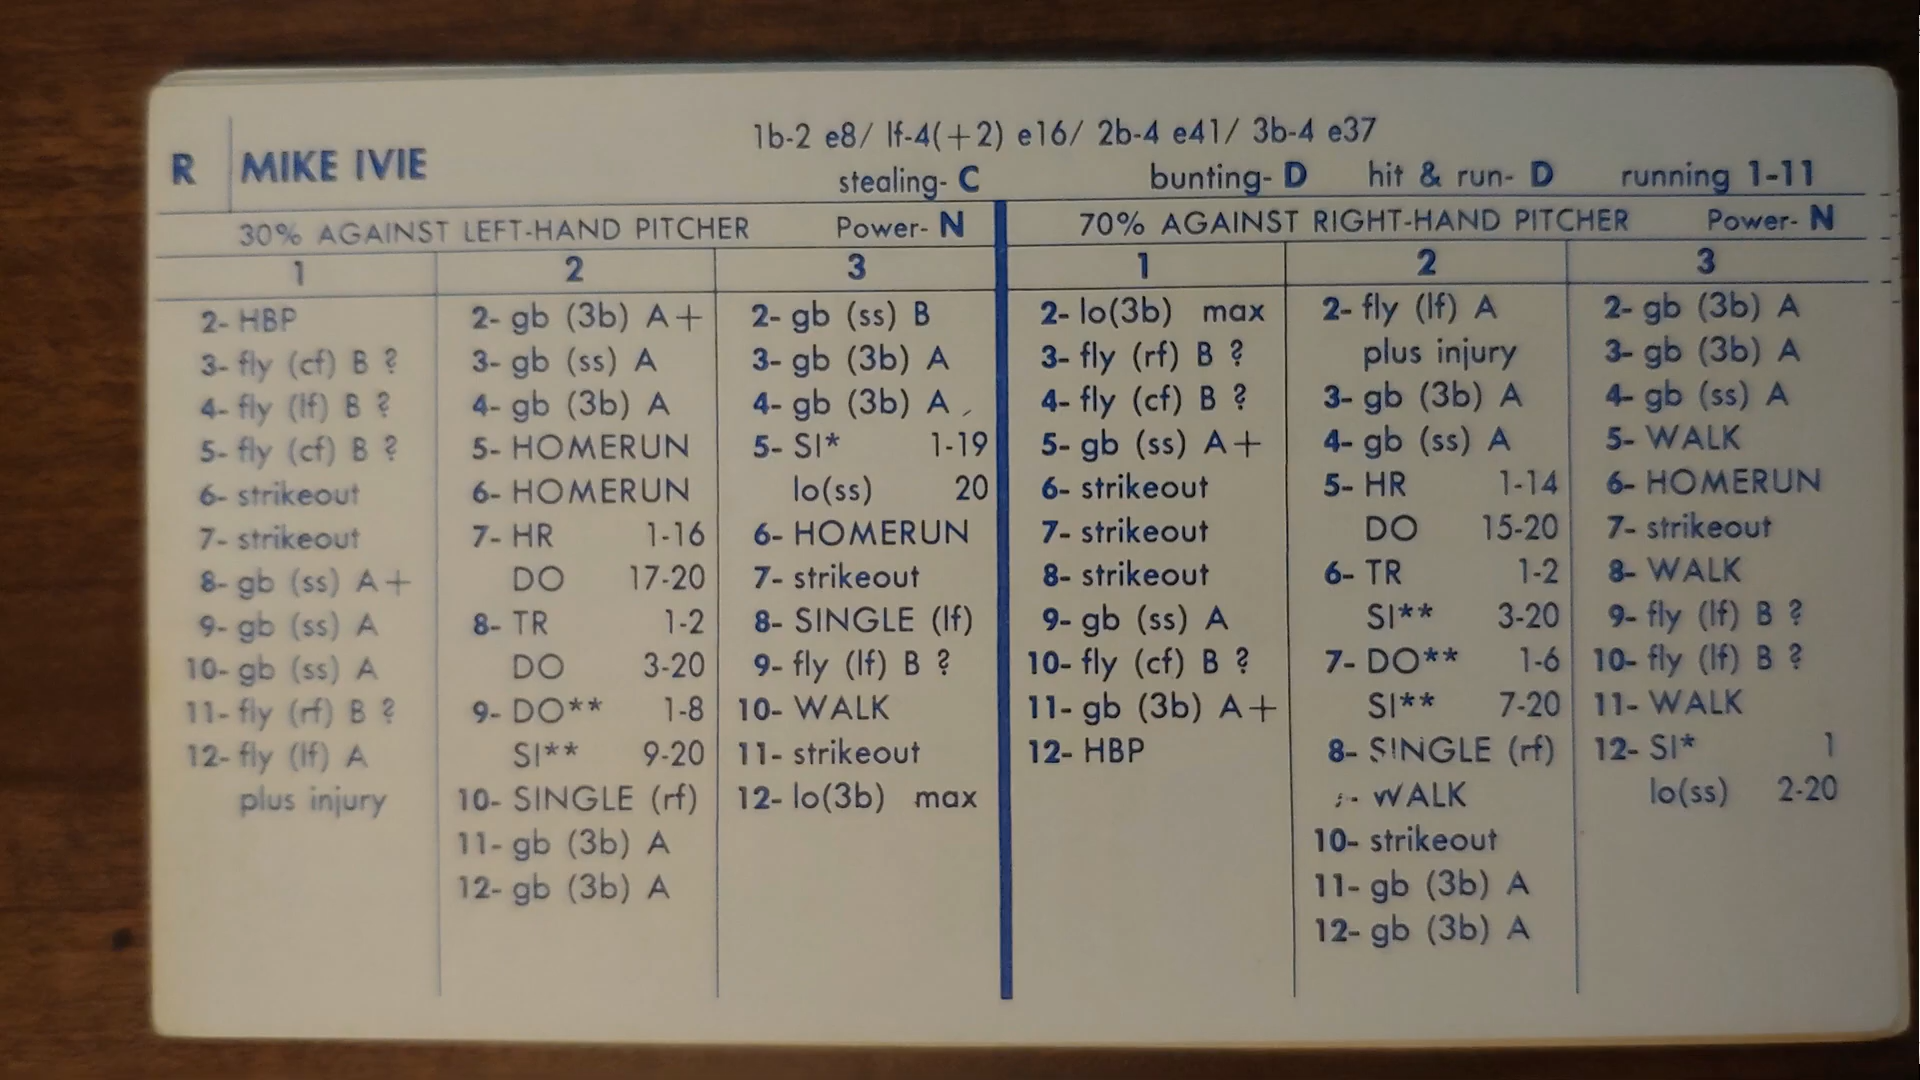 R MIKE IVIE
1b-2 e8/ lf-4(+2) e16/ 2b-4 e41/ 3b-4 e37
stealing- C bunting- D hit & run- D running 1-11
30% AGAINST LEFT-HAND PITCHER Power- N
1
2- HBP
3- fly (cf) B ?
4- fly (lf) B ?
5- fly (cf) B ?
6- strikeout
7- strikeout
8- gb (ss) A+
9- gb (ss) A
10- gb (ss) A
11- fly (rf) B ?
12- fly (lf) A
plus injury
2
2- gb (3b) A+
3- gb (ss) A
4- gb (3b) A
5- HOMERUN
6- HOMERUN
7- HR 1-16
DO 17-20
8- TR 1-2
DO 3-20
9- DO** 1-8
SI** 9-20
10- SINGLE (rf)
11- gb (3b) A
12- gb (3b) A
3
2- gb (ss) B
3- gb (3b) A
4- gb (3b) A
5- SI* 1-19
lo(ss) 20
6- HOMERUN
7- strikeout
8- SINGLE (lf)
9- fly (lf) B ?
10- WALK
11- strikeout
12- lo(3b) max
70% AGAINST RIGHT-HAND PITCHER Power- N
1
2- lo(3b) max
3- fly (rf) B ?
4- fly (cf) B ?
5- gb (ss) A+
6- strikeout
7- strikeout
8- strikeout
9- gb (ss) A
10- fly (cf) B ?
11- gb (3b) A+
12- HBP
2
2- fly (lf) A
plus injury
3- gb (3b) A
4- gb (ss) A
5- HR 1-14
DO 15-20
6- TR 1-2
SI** 3-20
7- DO** 1-6
SI** 7-20
8- SINGLE (rf)
- WALK
10- strikeout
11- gb (3b) A
12- gb (3b) A
3
2- gb (3b) A
3- gb (3b) A
4- gb (ss) A
5- WALK
6- HOMERUN
7- strikeout
8- WALK
9- fly (lf) B ?
10- fly (lf) B ?
11- WALK
12- SI* 1
lo(ss) 2-20